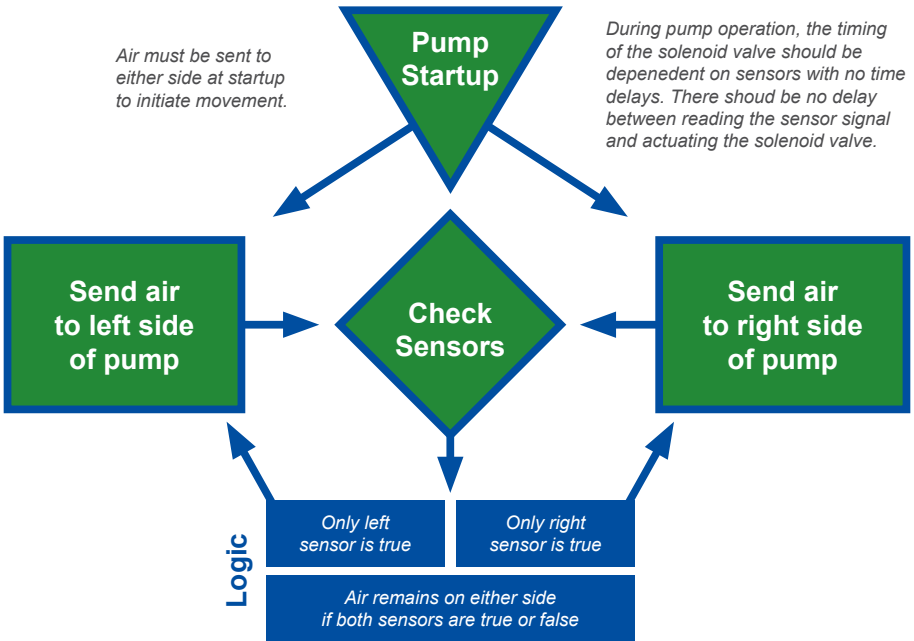 Air must be sent to
either side at startup
to initiate movement.
Pump
Startup
During pump operation, the timing
of the solenoid valve should be
depenedent on sensors with no time
delays. There shoud be no delay
between reading the sensor signal
and actuating the solenoid valve.
Send air
to left side
of pump
Check
Sensors
Send air
to right side
of pump
Logic
Only left
sensor is true
Only right
sensor is true
Air remains on either side
if both sensors are true or false